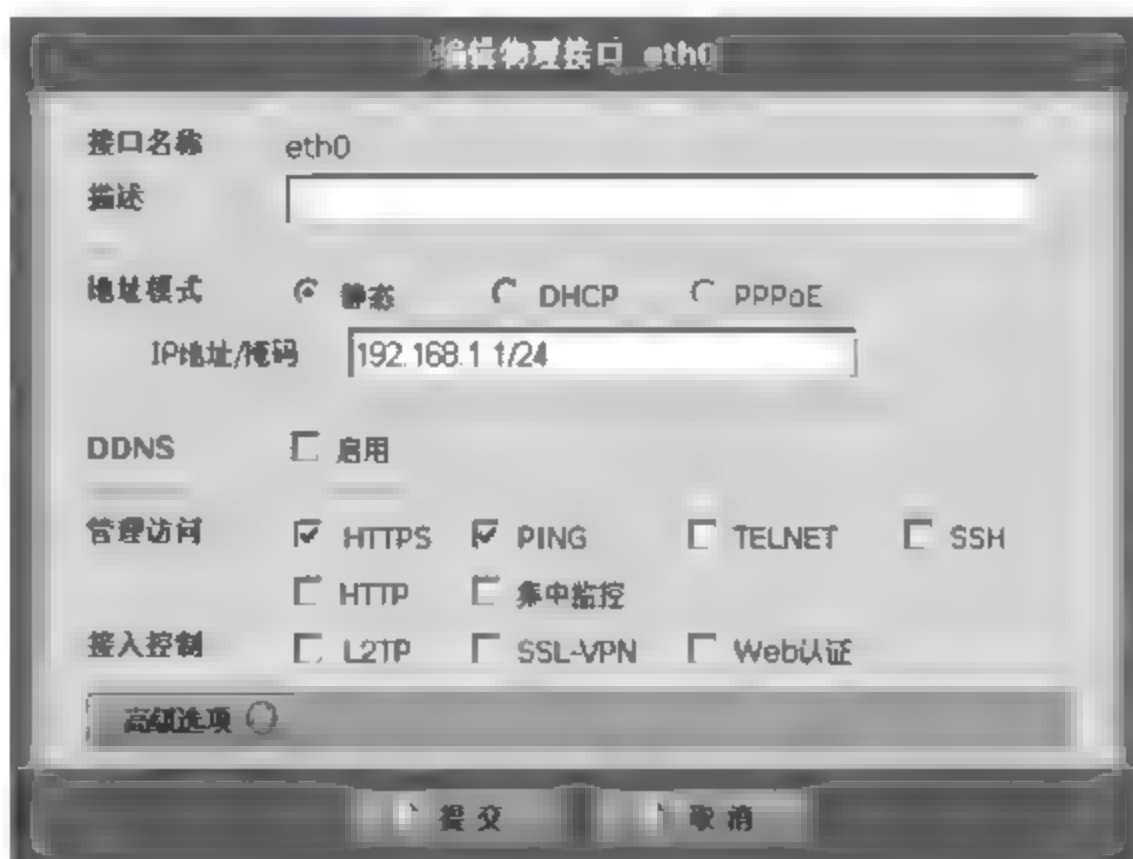 编辑物理接口 eth0
接口名称 eth0
描述
地址模式 静态 DHCP PPPoE
IP地址/掩码 192.168.1 1/24
DDNS 启用
管理访问 HTTPS PING TELNET SSH
HTTP 集中监控
接入控制 L2TP SSL-VPN Web认证
高级选项
提交 取消